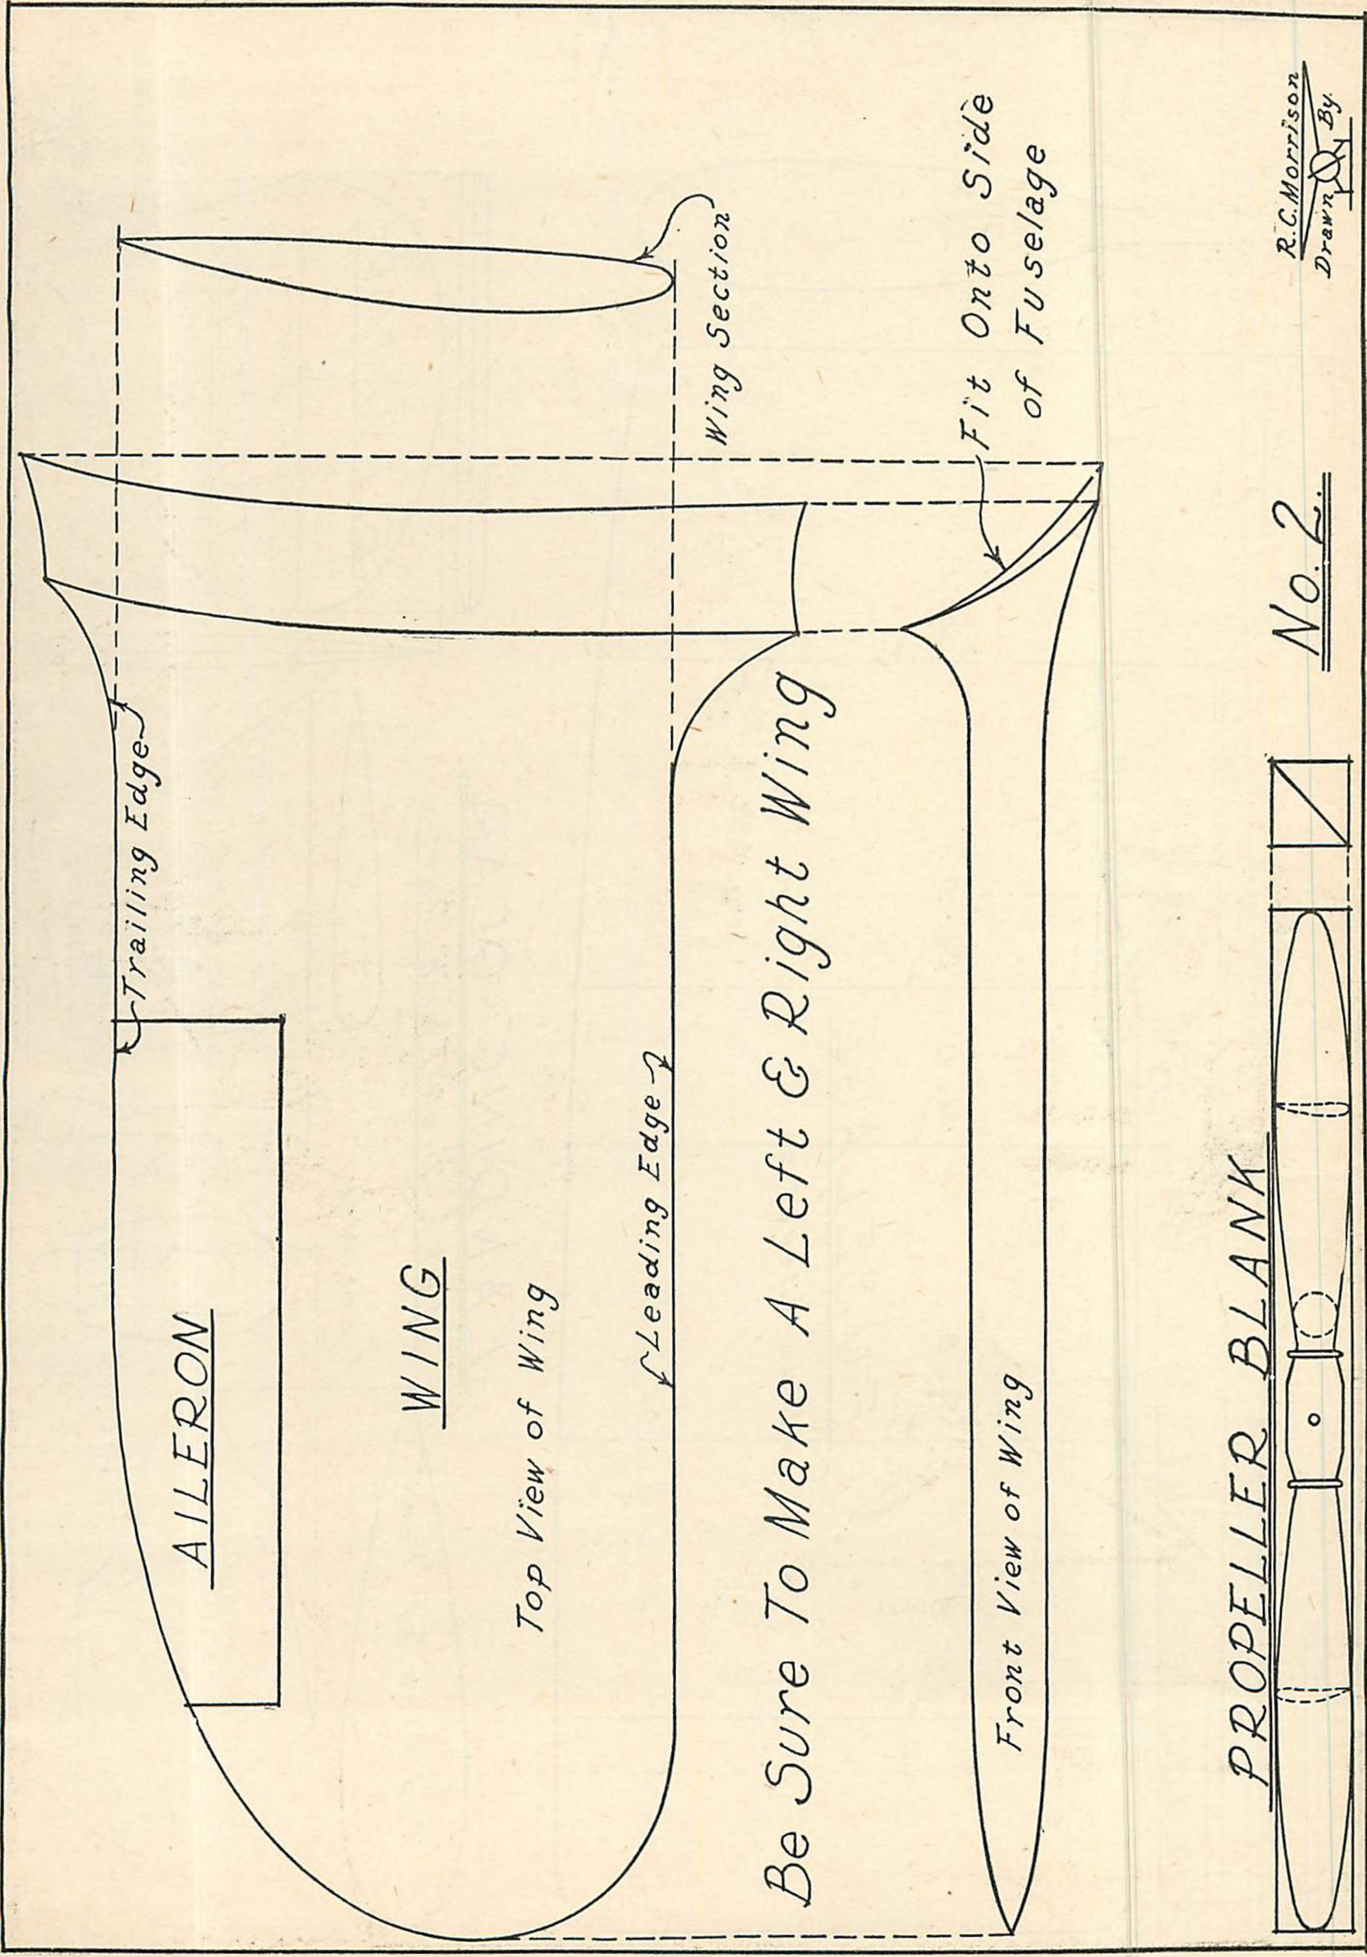 Trailing Edge
AILERON
WING
Top View of Wing
Leading Edge
Wing Section
Be Sure To Make A Left & Right Wing
Fit Onto Side
of Fuselage
Front View of Wing
PROPELLER BLANK
No. 2.
R.C. Morrison
Drawn By.